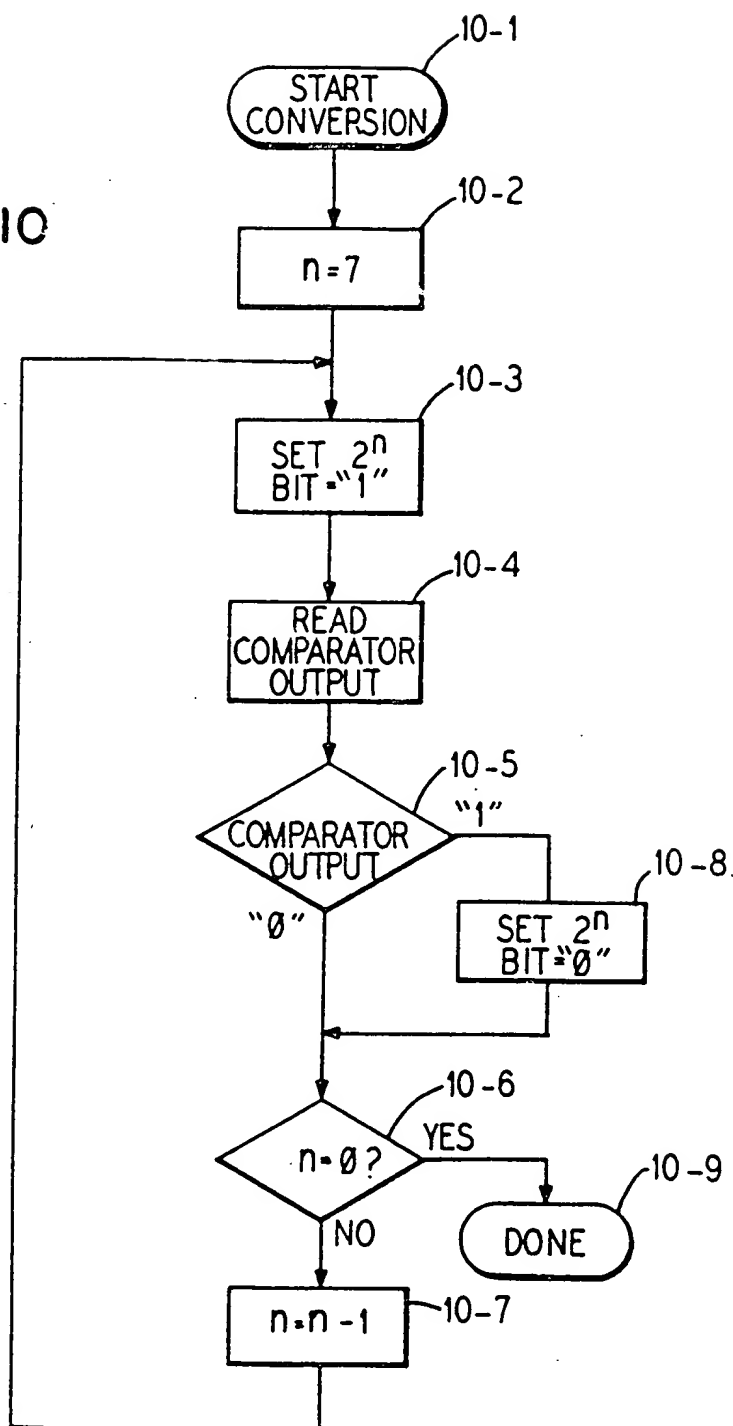 10-1
START
CONVERSION
10
10-2
n=7
10-3
SET 2ⁿ
BIT="1"
10-4
READ
COMPARATOR
OUTPUT
10-5
COMPARATOR
OUTPUT
"1"
"0"
10-8
SET 2ⁿ
BIT="0"
10-6
n=0?
YES
NO
10-9
DONE
10-7
n=n-1